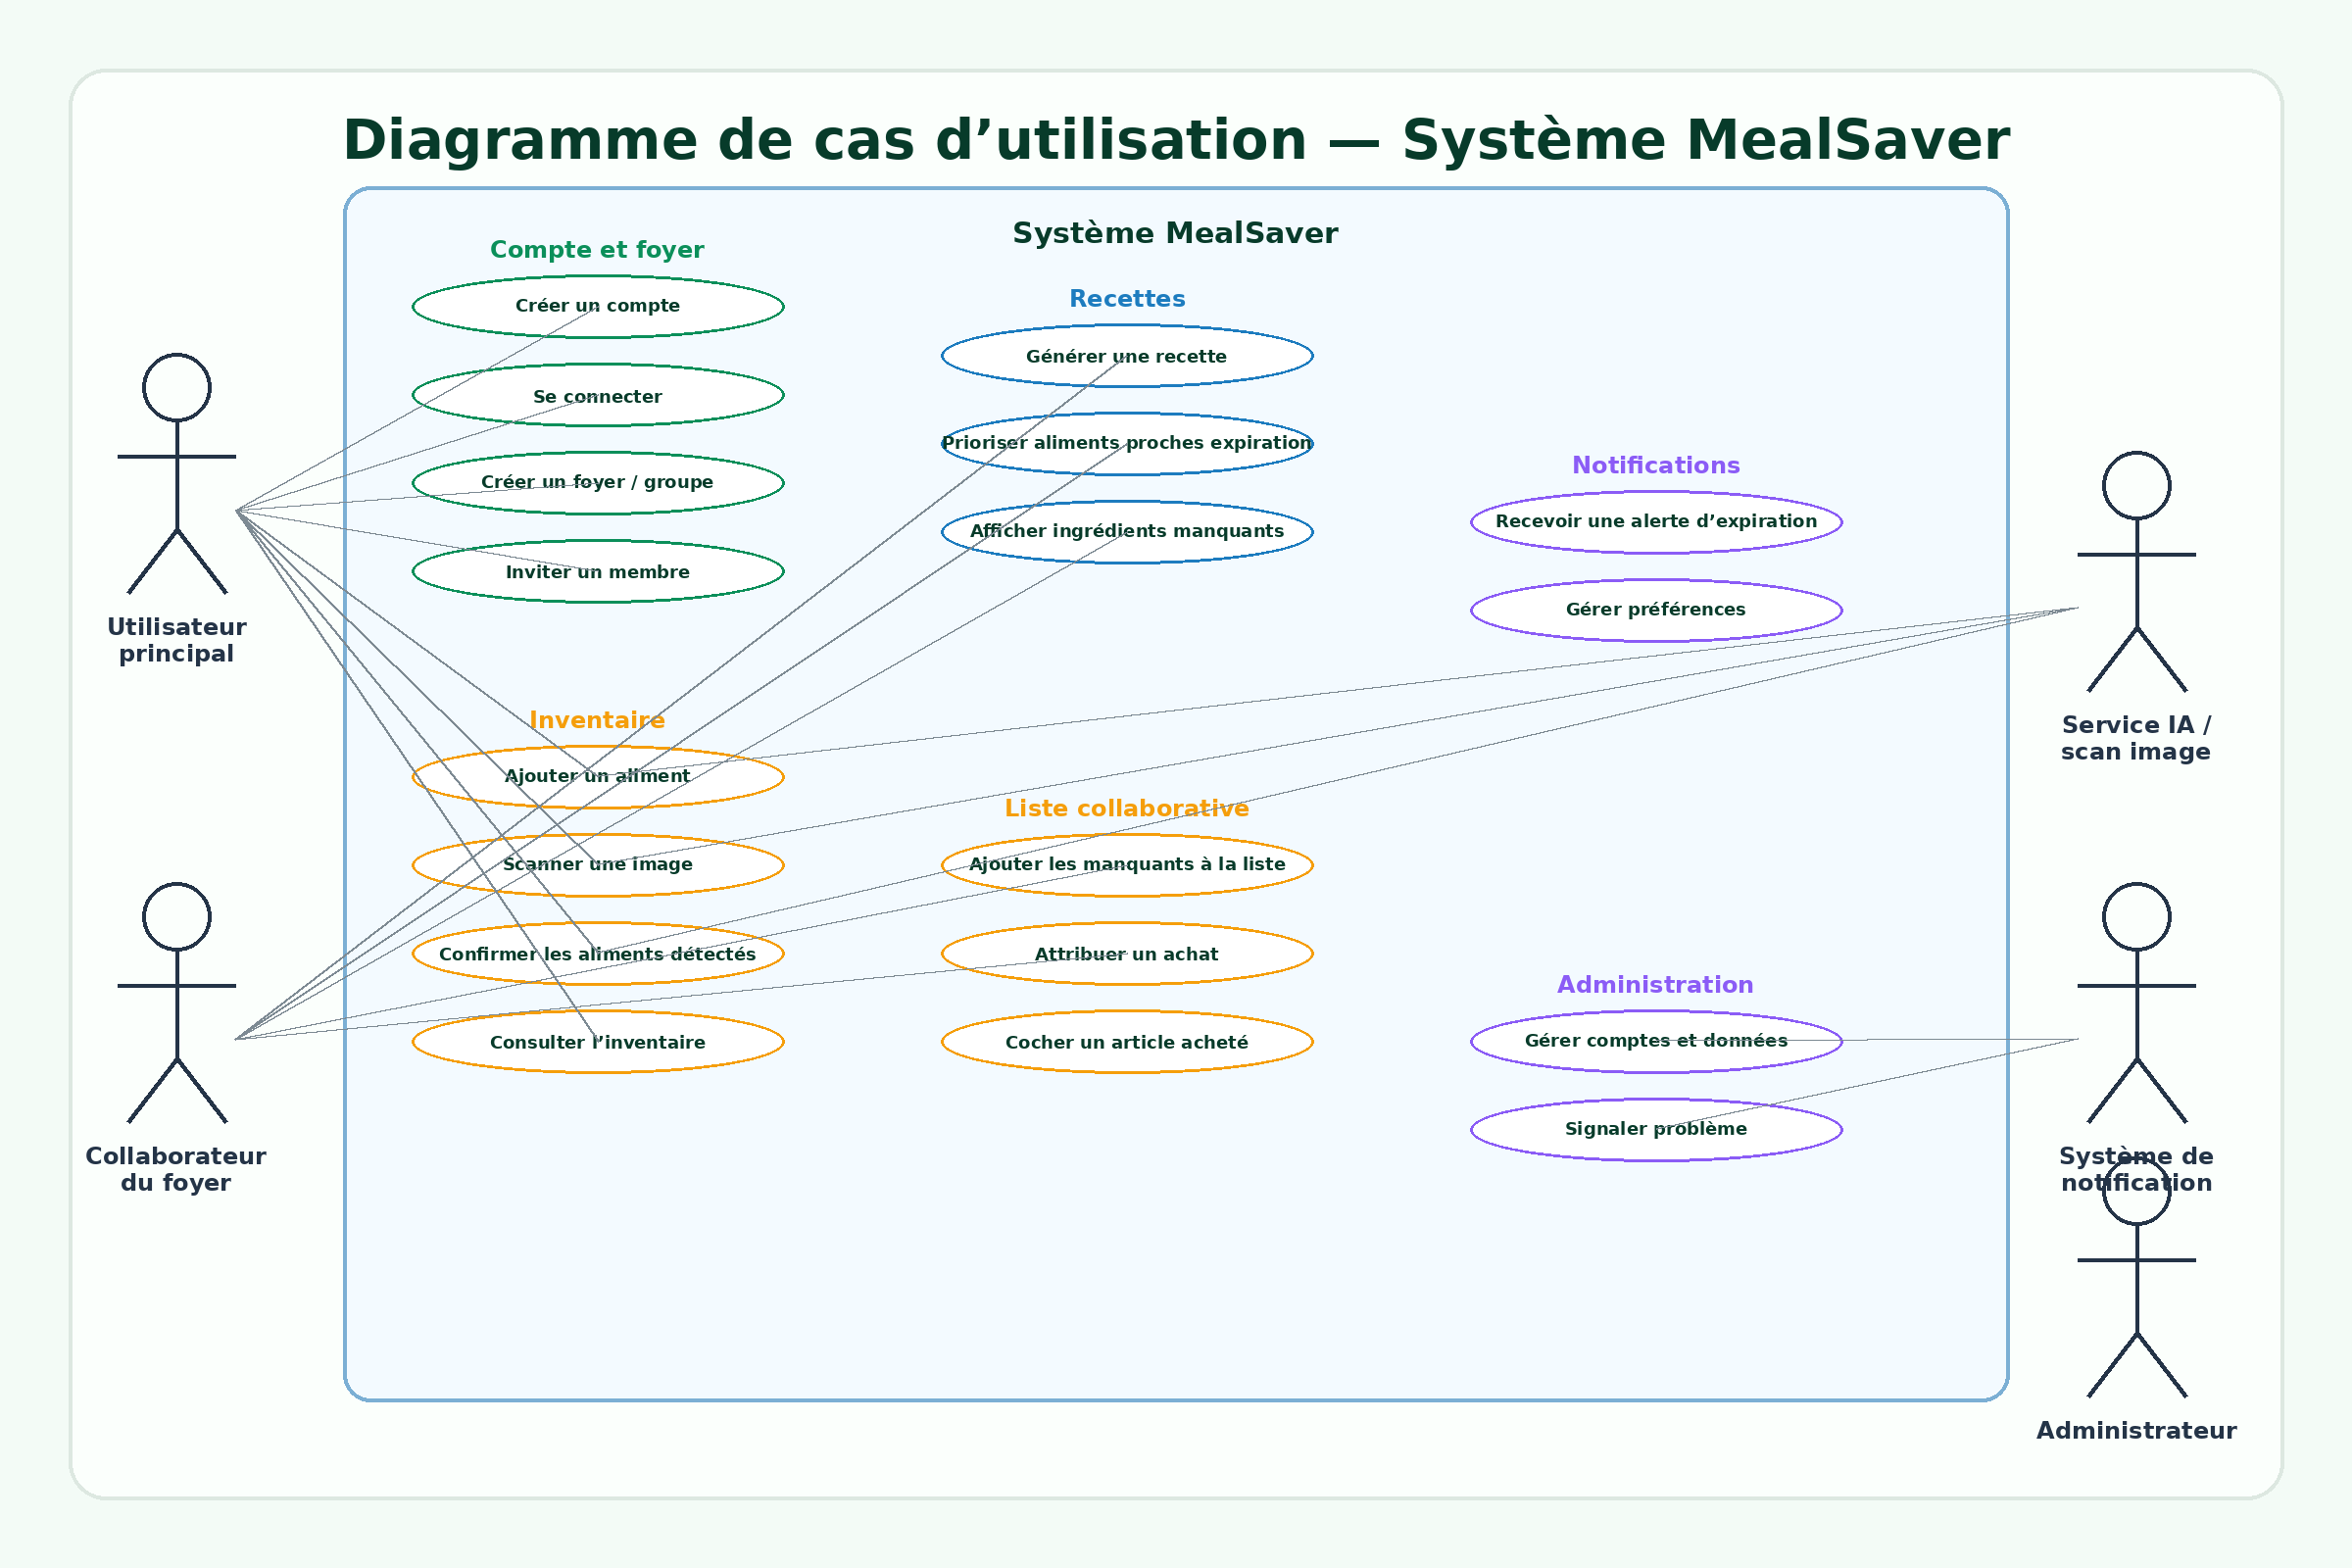 Diagramme de cas d’utilisation — Système MealSaver
Système MealSaver
Compte et foyer
Créer un compte
Se connecter
Créer un foyer / groupe
Inviter un membre
Recettes
Générer une recette
Prioriser aliments proches expiration
Afficher ingrédients manquants
Notifications
Recevoir une alerte d’expiration
Gérer préférences
Inventaire
Ajouter un aliment
Scanner une image
Confirmer les aliments détectés
Consulter l’inventaire
Liste collaborative
Ajouter les manquants à la liste
Attribuer un achat
Cocher un article acheté
Administration
Gérer comptes et données
Signaler problème
Utilisateur
principal
Collaborateur
du foyer
Service IA /
scan image
Système de
notification
Administrateur